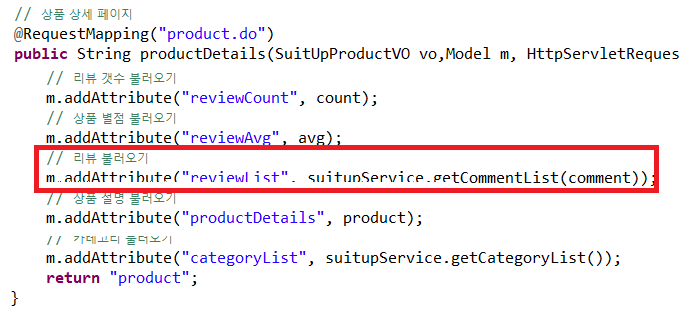 // 상품 상세 페이지
@RequestMapping("product.do")
public String productDetails(SuitUpProductVO vo,Model m, HttpServletReques
// 리뷰 갯수 불러오기
m.addAttribute("reviewCount", count);
// 상품 별점 불러오기
m.addAttribute("reviewAvg", avg);
// 리뷰 불러오기
m.addAttribute("reviewList", suitupService.getCommentList(comment));
// 상품 설명 불러오기
m.addAttribute("productDetails", product);
// 카테고리 불러오기
m.addAttribute("categoryList", suitupService.getCategoryList());
return "product";
}